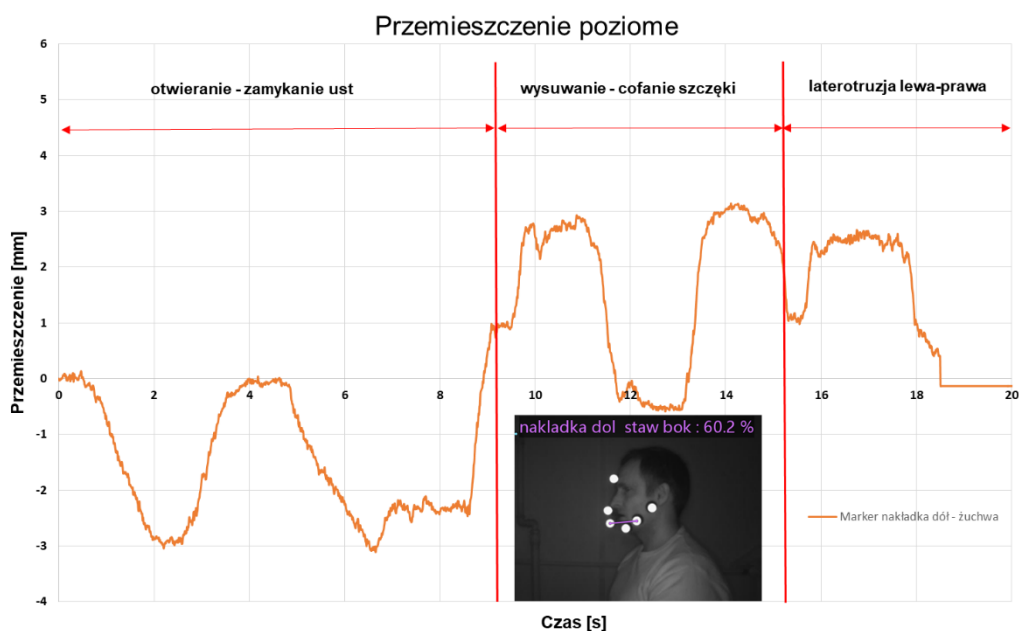 Przemieszczenie poziome
6
5
4
3
2
1
0
-1
-2
-3
-4
Przemieszczenie [mm]
otwieranie - zamykanie ust
wysuwanie - cofanie szczęki
laterotruzja lewa-prawa
0 2 4 6 8 10 12 14 16 18 20
nakladka dol staw bok : 60.2 %
Marker nakładka dół - żuchwa
Czas [s]